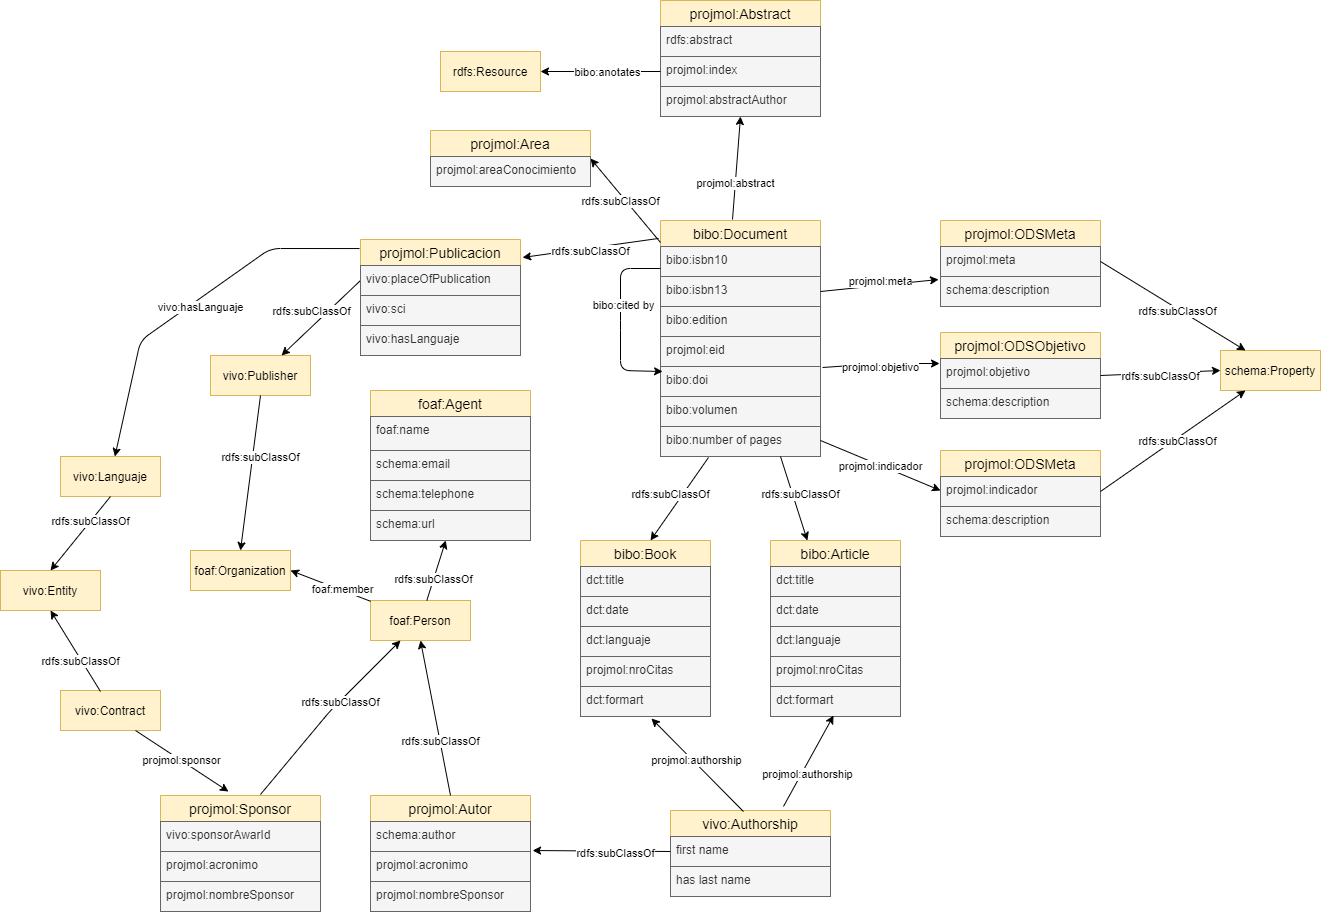 projmol:Abstract
rdfs:abstract
projmol:index
projmol:abstractAuthor
rdfs:Resource
bibo:anotates
projmol:Area
projmol:areaConocimiento
projmol:abstract
rdfs:subClassOf
bibo:Document
bibo:isbn10
bibo:isbn13
bibo:edition
projmol:eid
bibo:doi
bibo:volumen
bibo:number of pages
bibo:cited by
rdfs:subClassOf
projmol:Publicacion
vivo:placeOfPublication
vivo:sci
vivo:hasLanguaje
vivo:hasLanguaje
rdfs:subClassOf
vivo:Publisher
rdfs:subClassOf
projmol:meta
projmol:ODSMeta
projmol:meta
schema:description
rdfs:subClassOf
projmol:objetivo
projmol:ODSObjetivo
projmol:objetivo
schema:description
rdfs:subClassOf
schema:Property
projmol:indicador
projmol:ODSMeta
projmol:indicador
schema:description
rdfs:subClassOf
foaf:Agent
foaf:name
schema:email
schema:telephone
schema:url
vivo:Languaje
rdfs:subClassOf
vivo:Entity
rdfs:subClassOf
vivo:Contract
projmol:sponsor
foaf:Organization
foaf:member
rdfs:subClassOf
foaf:Person
rdfs:subClassOf
rdfs:subClassOf
rdfs:subClassOf
rdfs:subClassOf
bibo:Book
dct:title
dct:date
dct:languaje
projmol:nroCitas
dct:formart
bibo:Article
dct:title
dct:date
dct:languaje
projmol:nroCitas
dct:formart
projmol:authorship
projmol:authorship
projmol:Sponsor
vivo:sponsorAwarId
projmol:acronimo
projmol:nombreSponsor
projmol:Autor
schema:author
projmol:acronimo
projmol:nombreSponsor
rdfs:subClassOf
vivo:Authorship
first name
has last name